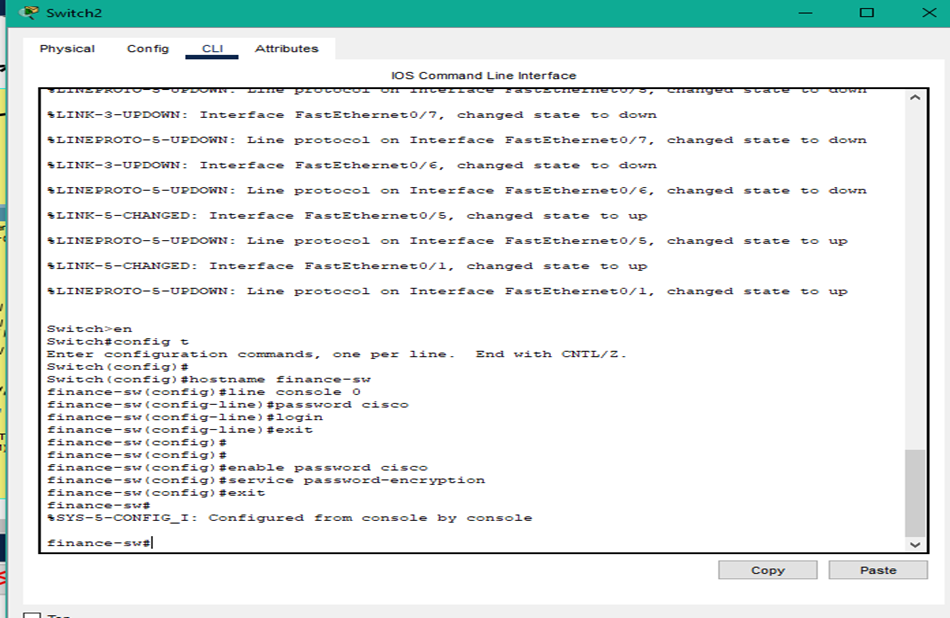 Switch2
Physical Config CLI Attributes
IOS Command Line Interface
%LINEPROTO-5-UPDOWN: Line protocol on Interface FastEthernet0/, changed state to down
%LINK-3-UPDOWN: Interface FastEthernet0/7, changed state to down
%LINEPROTO-5-UPDOWN: Line protocol on Interface FastEthernet0/7, changed state to down
%LINK-3-UPDOWN: Interface FastEthernet0/6, changed state to down
%LINEPROTO-5-UPDOWN: Line protocol on Interface FastEthernet0/6, changed state to down
%LINK-5-CHANGED: Interface FastEthernet0/5, changed state to up
%LINEPROTO-5-UPDOWN: Line protocol on Interface FastEthernet0/5, changed state to up
%LINK-5-CHANGED: Interface FastEthernet0/1, changed state to up
%LINEPROTO-5-UPDOWN: Line protocol on Interface FastEthernet0/1, changed state to up
Switch>en
Switch#config t
Enter configuration commands, one per line. End with CNTL/Z.
Switch(config)#
Switch(config)#hostname finance-sw
finance-sw(config)#line console 0
finance-sw(config-line)#password cisco
finance-sw(config-line)#login
finance-sw(config-line)#exit
finance-sw(config)#
finance-sw(config)#
finance-sw(config)#enable password cisco
finance-sw(config)#service password-encryption
finance-sw(config)#exit
finance-sw#
%SYS-5-CONFIG_I: Configured from console by console
finance-sw#
Copy Paste
Top